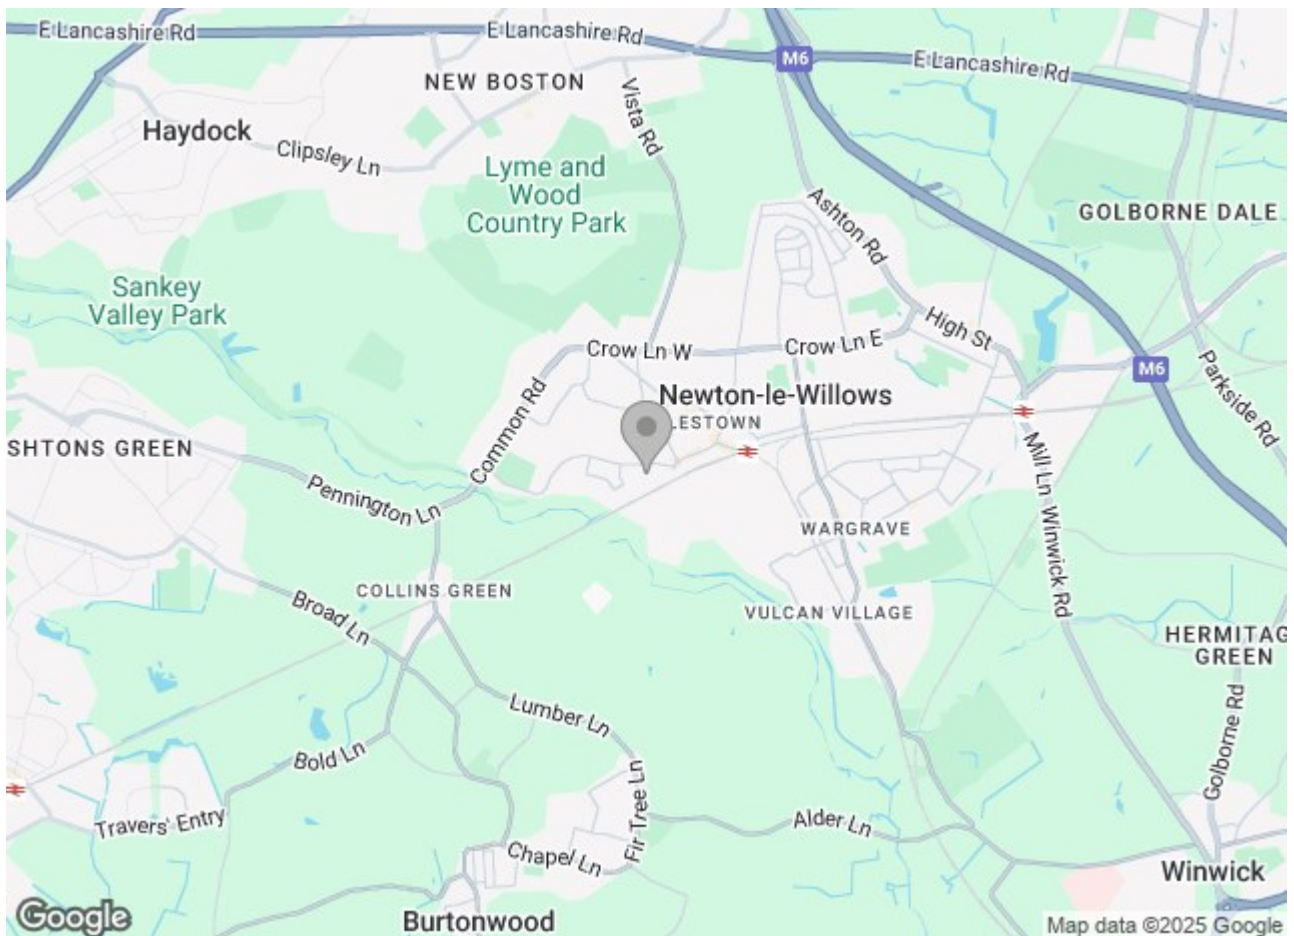 E Lancashire Rd
E Lancashire Rd
M6
E Lancashire Rd
NEW BOSTON
Vista Rd
Haydock
Clipsley Ln
Lyme and
Wood
Country Park
Ashton Rd
GOLBORNE DALE
Sankey
Valley Park
High St
Crow Ln W
Crow Ln E
M6
Parkside Rd
Common Rd
Newton-le-Willows
LESTOWN
SHTONS GREEN
Mill Ln
Pennington Ln
Winwick Rd
WARGRAVE
COLLINS GREEN
Broad Ln
VULCAN VILLAGE
HERMITAG
GREEN
Lumber Ln
Golborne Rd
Bold Ln
Fir Tree Ln
Travers' Entry
Alder Ln
Chapel Ln
Winwick
Burtonwood
Google
Map data ©2025 Google